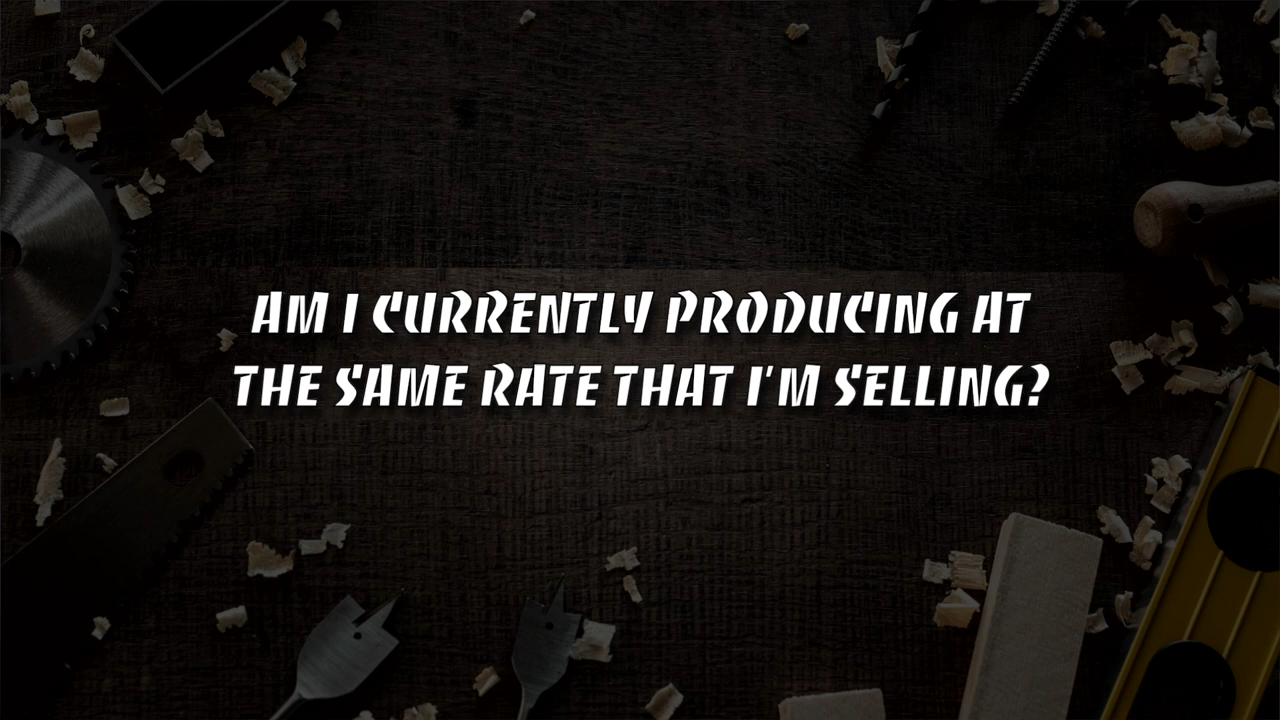 AM I CURRENTLY PRODUCING AT
THE SAME RATE THAT I'M SELLING?